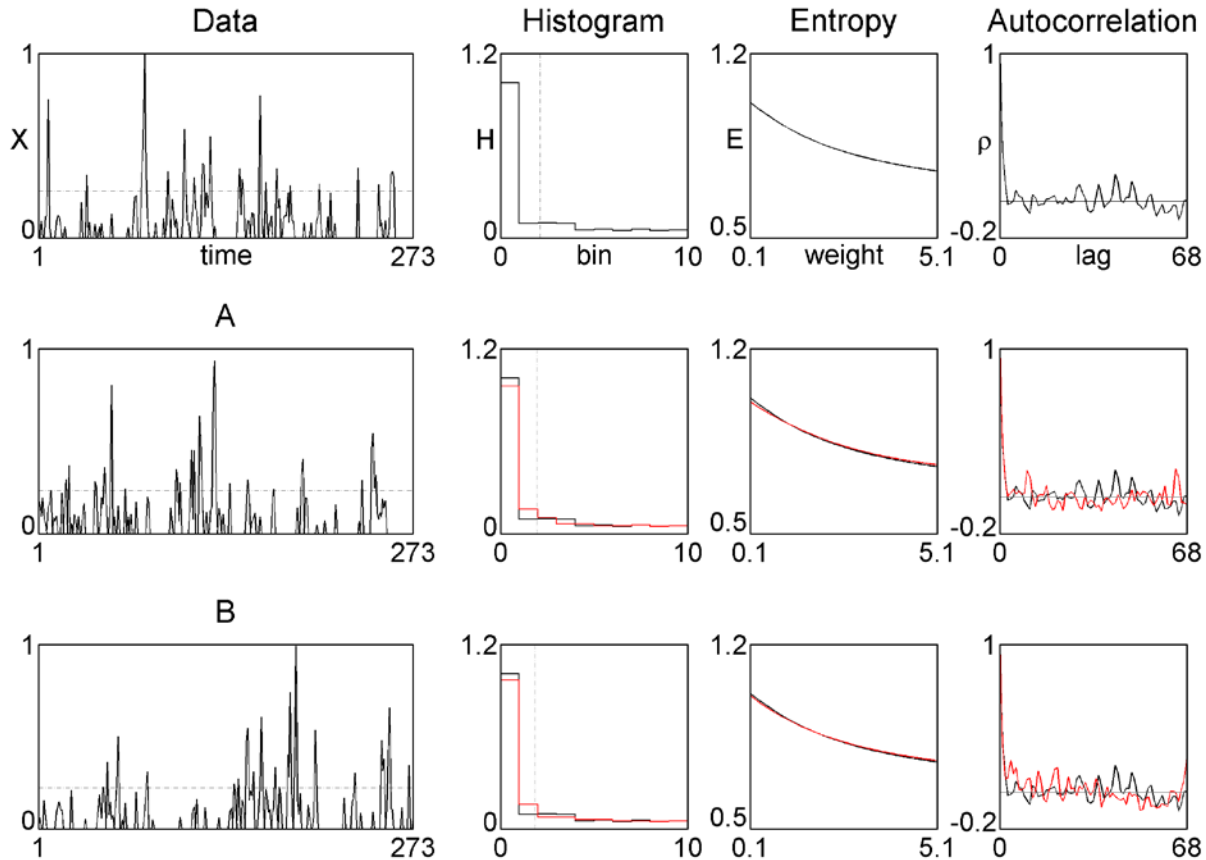 Data Histogram Entropy Autocorrelation
1 1.2 1.2 1
X H E ρ
0 0 0.5 -0.2
1 time 273 0 bin 10 0.1 weight 5.1 0 lag 68
A
1 1.2 1.2 1
0 0 0.5 -0.2
1 273 0 10 0.1 5.1 0 68
B
1 1.2 1.2 1
0 0 0.5 -0.2
1 273 0 10 0.1 5.1 0 68